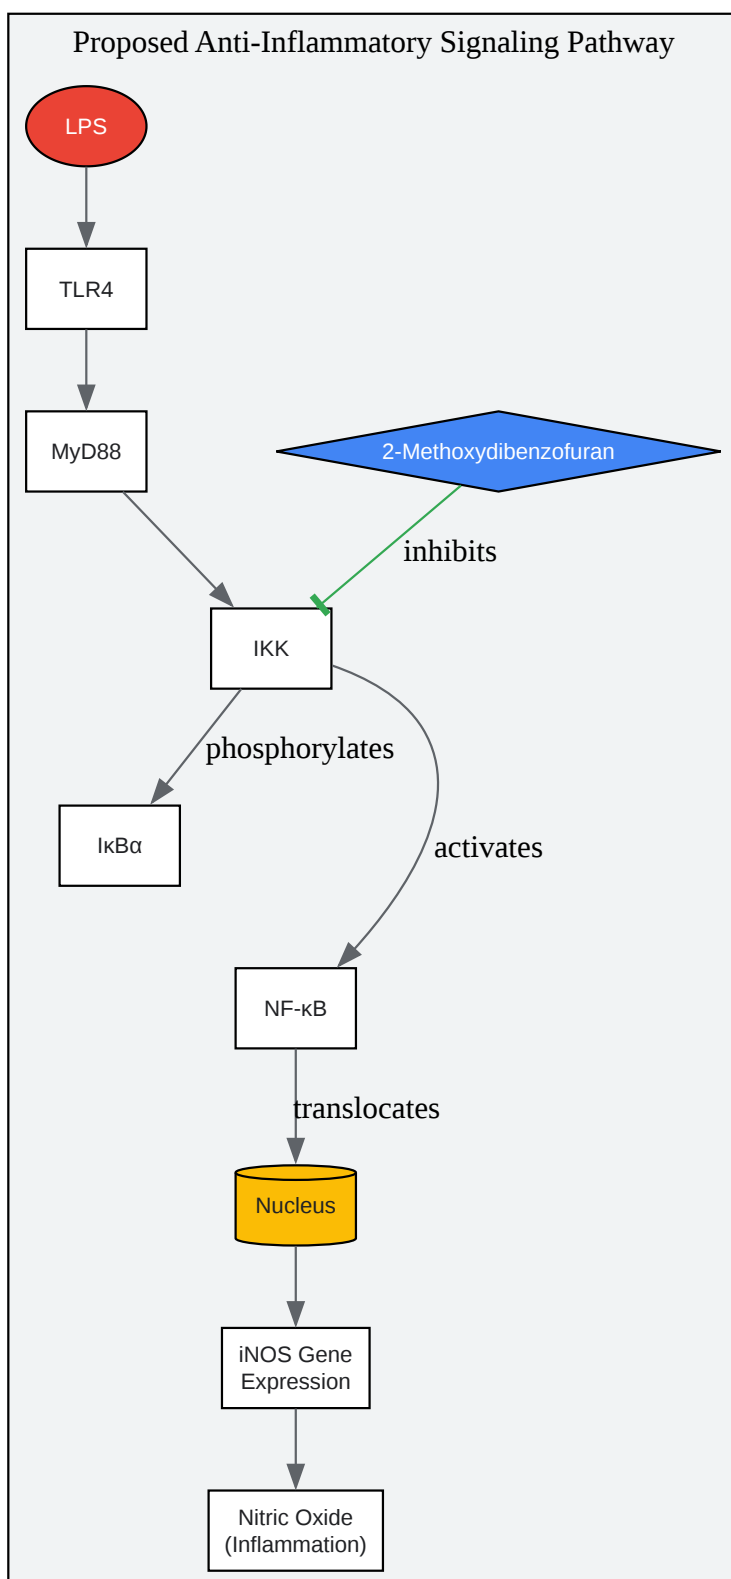 Proposed Anti-Inflammatory Signaling Pathway
LPS
TLR4
MyD88
2-Methoxydibenzofuran
inhibits
IKK
phosphorylates
IκBα
activates
NF-κB
translocates
Nucleus
iNOS Gene
Expression
Nitric Oxide
(Inflammation)